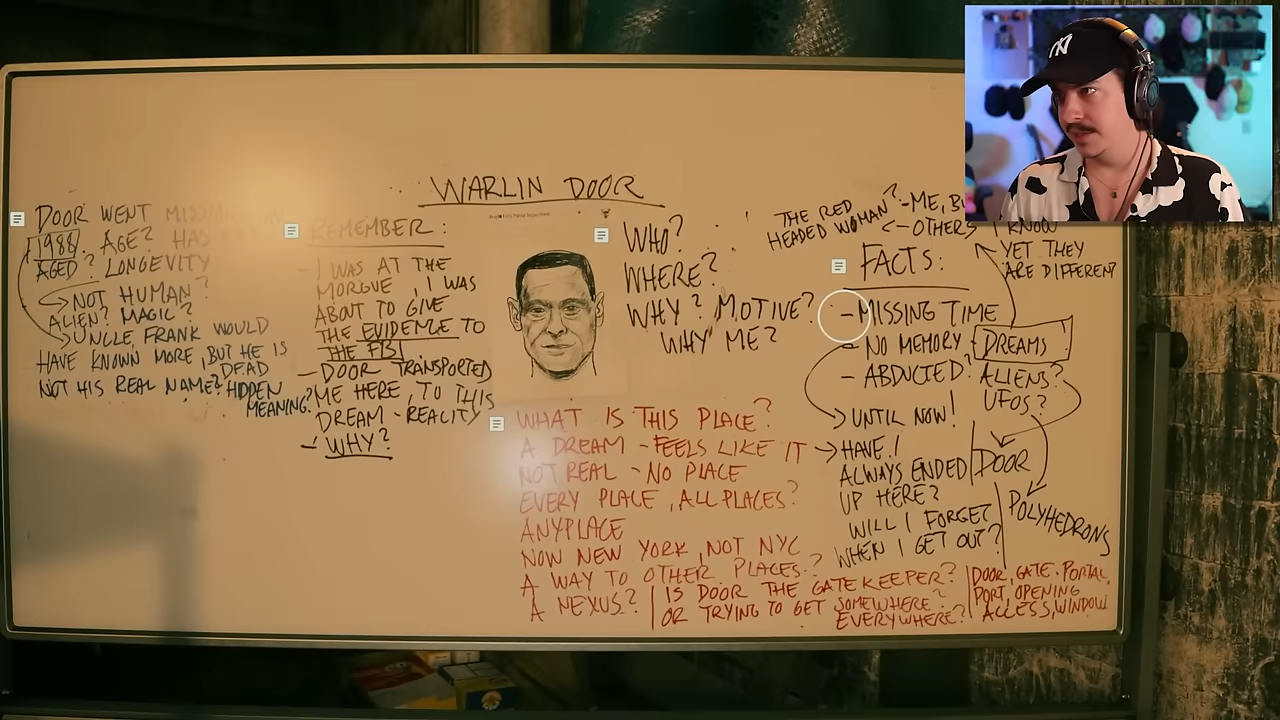 WARLIN DOOR
DOOR WENT MISSING IN
1988. AGE? HAS
AGED? LONGEVITY
NOT HUMAN?
ALIEN? MAGIC?
UNCLE FRANK WOULD
HAVE KNOWN MORE, BUT HE IS
DEAD
NOT HIS REAL NAME? HIDDEN
MEANING?
REMEMBER:
- I WAS AT THE
MORGUE, I WAS
ABOUT TO GIVE
THE EVIDENCE TO
THE FBI
- DOOR TRANSPORTED
ME HERE, TO THIS
DREAM - REALITY
- WHY?
Bright Falls Police Department
WHO?
WHERE?
WHY? MOTIVE?
WHY ME?
THE RED
HEADED WOMAN?
- ME, BU
OTHERS I KNOW
YET THEY
ARE DIFFERENT
FACTS:
- MISSING TIME
- NO MEMORY - DREAMS
- ABDUCTED? ALIENS?
UFOS?
UNTIL NOW!
HAVE I
ALWAYS ENDED
UP HERE?
WILL I FORGET
WHEN I GET OUT?
DOOR
POLYHEDRONS
WHAT IS THIS PLACE?
A DREAM - FEELS LIKE IT
NOT REAL - NO PLACE
EVERY PLACE, ALL PLACES?
ANYPLACE
NOW NEW YORK, NOT NYC
A WAY TO OTHER PLACES?
A NEXUS?
IS DOOR THE GATEKEEPER?
OR TRYING TO GET SOMEWHERE?
EVERYWHERE?
DOOR, GATE, PORTAL,
PORT, OPENING
ACCESS, WINDOW
NY